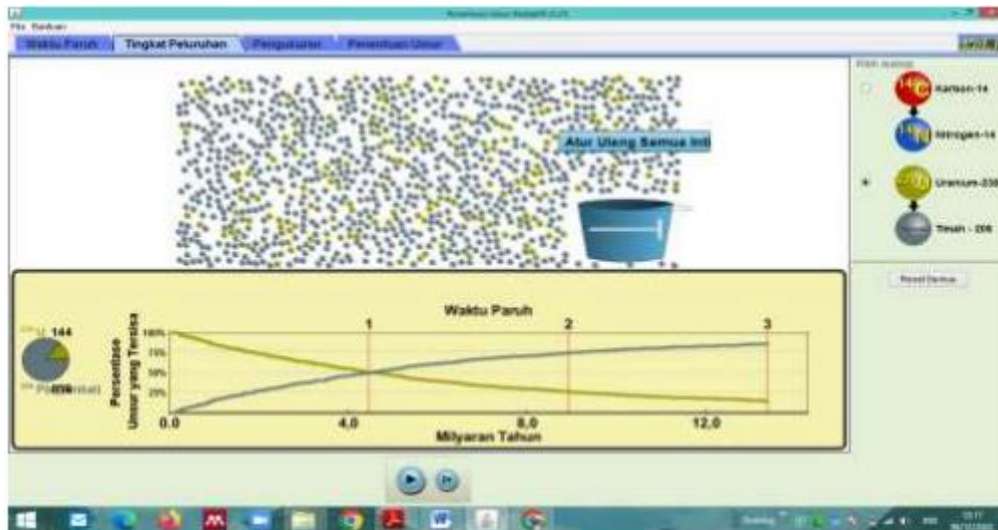 File Bantuan
Waktu Paruh Tingkat Peluruhan Pengukuran Penentuan Umur
Atur Ulang Semua Inti
Karbon-14
Nitrogen-14
Uranium-238
Timah - 206
Reset Semua
Waktu Paruh
1 2 3
144
Persentase
Unsur yang Tersisa
100%
75%
50%
25%
0.0 4,0 8,0 12,0
Milyaran Tahun